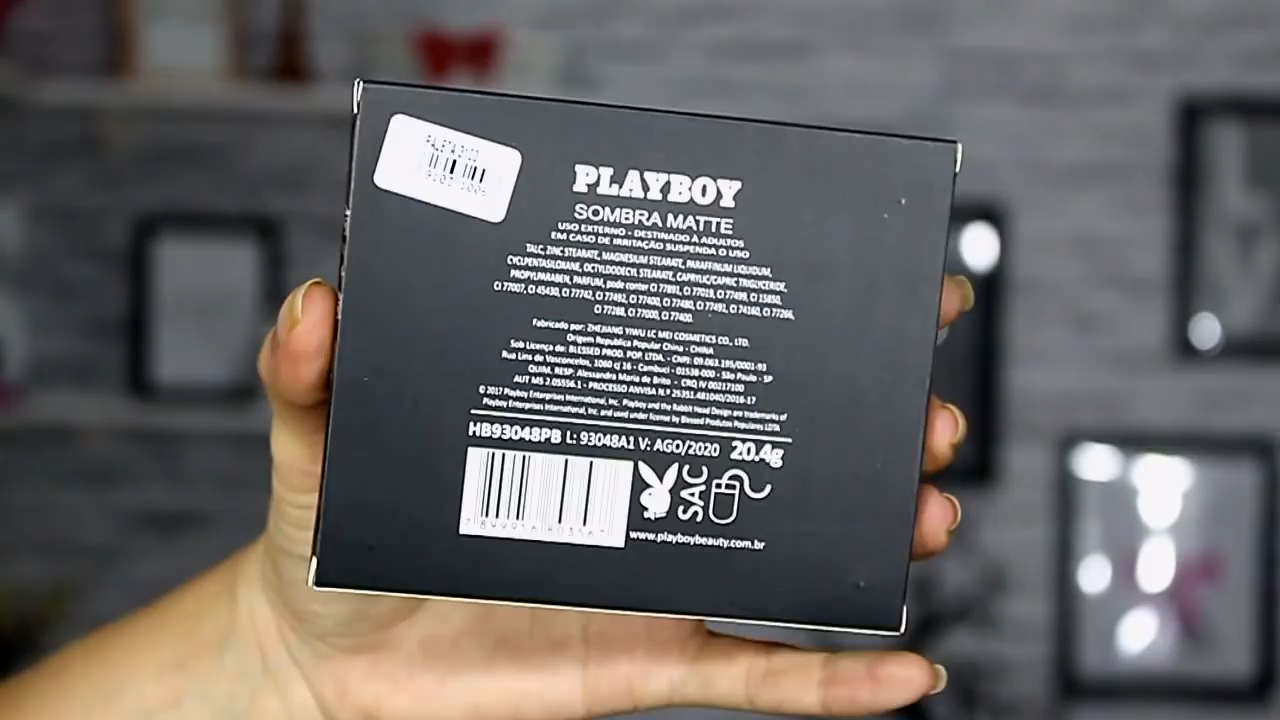 PALETA 9100
PLAYBOY
SOMBRA MATTE
USO EXTERNO - DESTINADO À ADULTOS
EM CASO DE IRRITAÇÃO SUSPENDA O USO
TALC, ZINC STEARATE, MAGNESIUM STEARATE, PARAFFINUM LIQUIDUM,
CYCLPENTASILOXANE, OCTYLDODECYL STEARATE, CAPRYLIC/CAPRIC TRIGLYCERIDE,
PROPYLPARABEN, PARFUM, pode conter CI 77891, CI 77019, CI 77499, CI 15850,
CI 77007, CI 45430, CI 77742, CI 77492, CI 77400, CI 77480, CI 77491, CI 74160, CI 77266,
CI 77288, CI 77000, CI 77400.
Fabricado por: ZHEJIANG YIWU LC MEI COSMETICS CO., LTD.
Origem Republica Popular China - CHINA
Sob Licença da: BLESSED PROD. POP. LTDA. - CNPJ: 09.063.195/0001-93
Rua Lins de Vasconcelos, 1060 cj 16 - Cambuci - 01538-000 - São Paulo - SP
QUIM. RESP: Alessandra Maria de Brito - CRQ IV 00217100
AUT MS 2.05556.1 - PROCESSO ANVISA N.º 25351.481040/2016-17
© 2017 Playboy Enterprises International, Inc. Playboy and the Rabbit Head Design are trademarks of
Playboy Enterprises International, Inc. and used under license by Blessed Produtos Populares LDTA
HB93048PB L: 93048A1 V: AGO/2020 20.4g
SAC
www.playboybeauty.com.br